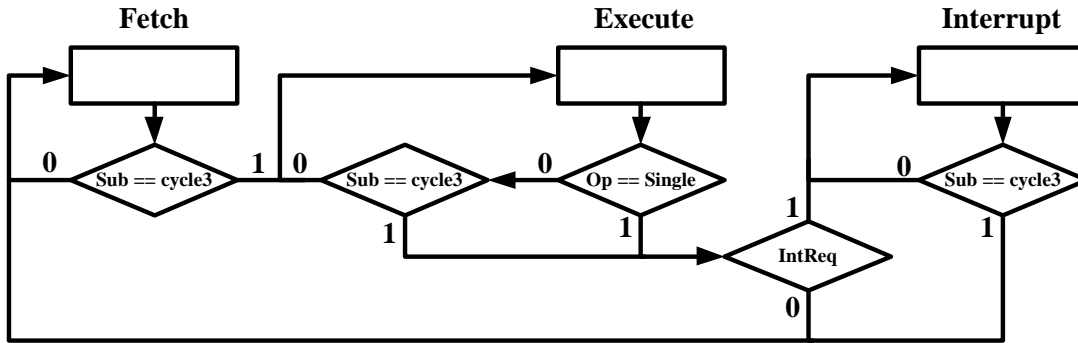 Fetch
Execute
Interrupt
0
1
0
0
0
Sub == cycle3
Sub == cycle3
Op == Single
Sub == cycle3
1
1
1
1
IntReq
0